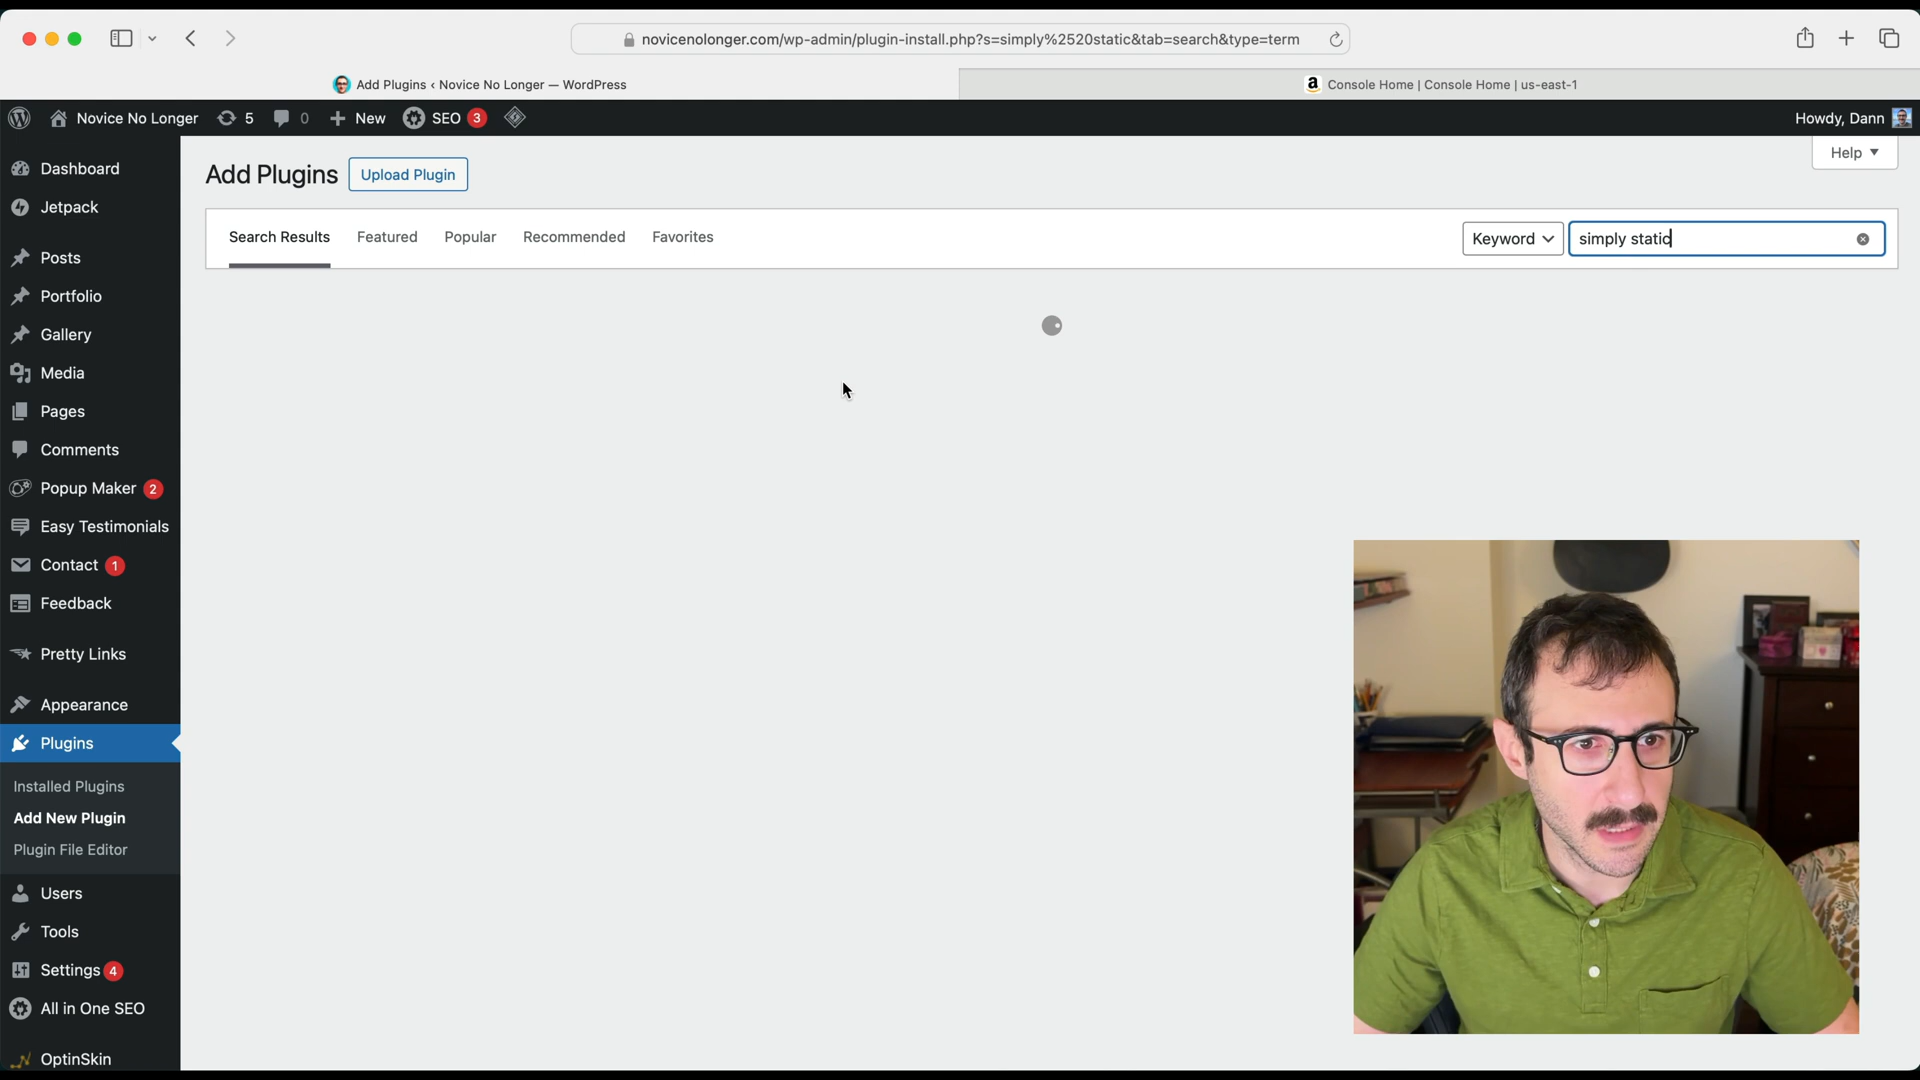 novicenolonger.com/wp-admin/plugin-install.php?s=simply%2520static&tab=search&type=term
Add Plugins < Novice No Longer — WordPress
a Console Home | Console Home | us-east-1
Novice No Longer 5 0 New SEO 3
Howdy, Dann
Help
Add Plugins
Upload Plugin
Search Results
Featured
Popular
Recommended
Favorites
Keyword
simply static
Dashboard
Jetpack
Posts
Portfolio
Gallery
Media
Pages
Comments
Popup Maker 2
Easy Testimonials
Contact 1
Feedback
Pretty Links
Appearance
Plugins
Installed Plugins
Add New Plugin
Plugin File Editor
Users
Tools
Settings 4
All in One SEO
OptinSkin